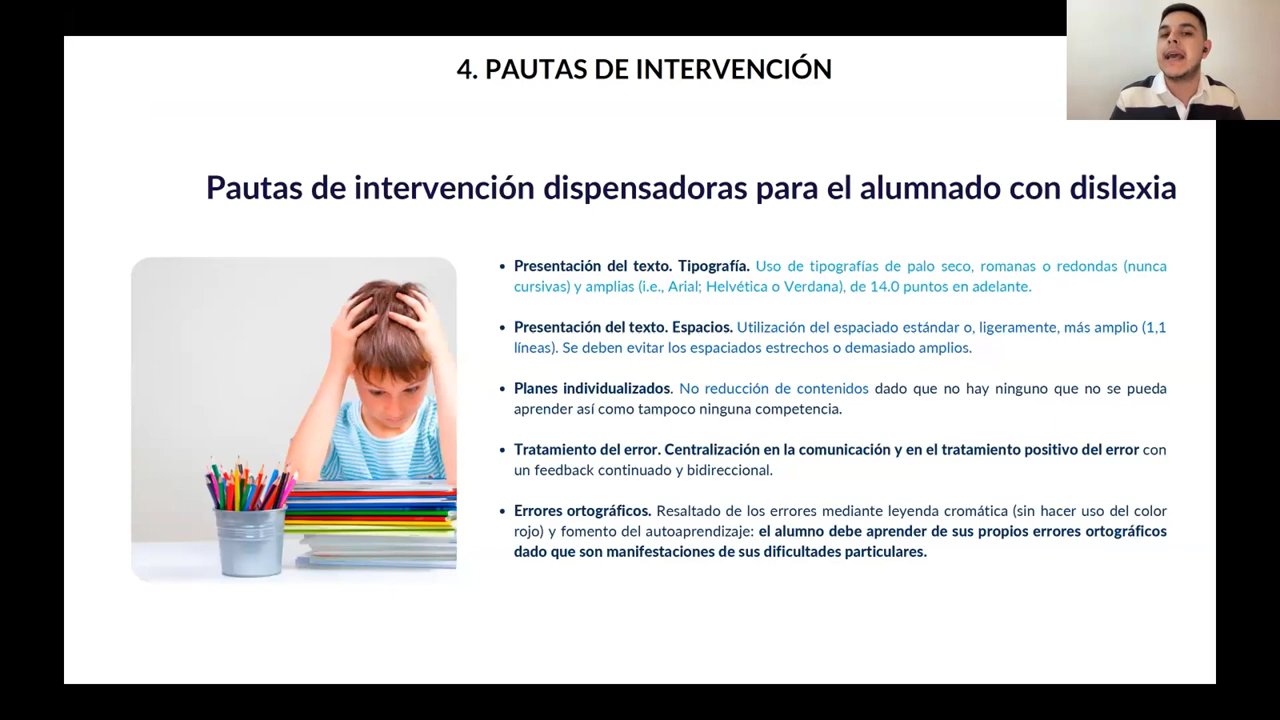 4. PAUTAS DE INTERVENCIÓN
Pautas de intervención dispensadoras para el alumnado con dislexia
• Presentación del texto. Tipografía. Uso de tipografías de palo seco, romanas o redondas (nunca
cursivas) y amplias (i.e., Arial; Helvética o Verdana), de 14.0 puntos en adelante.
• Presentación del texto. Espacios. Utilización del espaciado estándar o, ligeramente, más amplio (1,1
líneas). Se deben evitar los espaciados estrechos o demasiado amplios.
• Planes individualizados. No reducción de contenidos dado que no hay ninguno que no se pueda
aprender así como tampoco ninguna competencia.
• Tratamiento del error. Centralización en la comunicación y en el tratamiento positivo del error con
un feedback continuado y bidireccional.
• Errores ortográficos. Resaltado de los errores mediante leyenda cromática (sin hacer uso del color
rojo) y fomento del autoaprendizaje: el alumno debe aprender de sus propios errores ortográficos
dado que son manifestaciones de sus dificultades particulares.